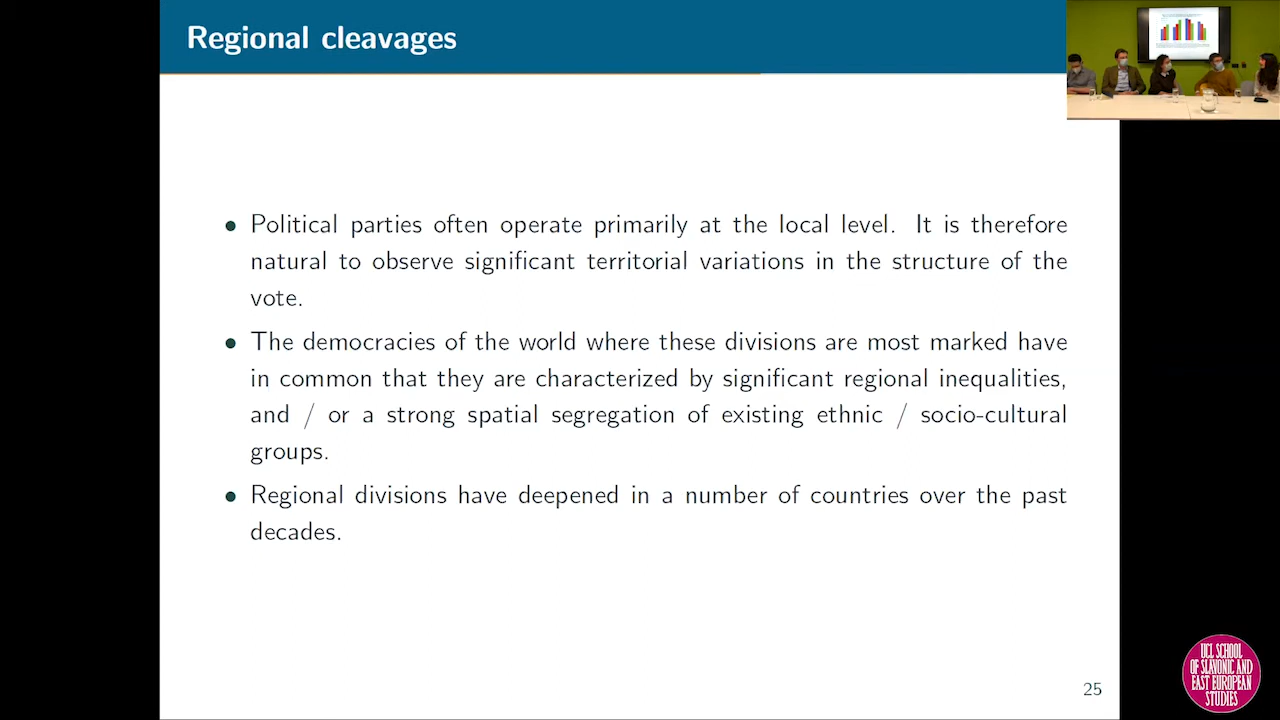 Regional cleavages
• Political parties often operate primarily at the local level. It is therefore
natural to observe significant territorial variations in the structure of the
vote.
• The democracies of the world where these divisions are most marked have
in common that they are characterized by significant regional inequalities,
and / or a strong spatial segregation of existing ethnic / socio-cultural
groups.
• Regional divisions have deepened in a number of countries over the past
decades.
25
UCL SCHOOL
OF SLAVONIC AND
EAST EUROPEAN
STUDIES